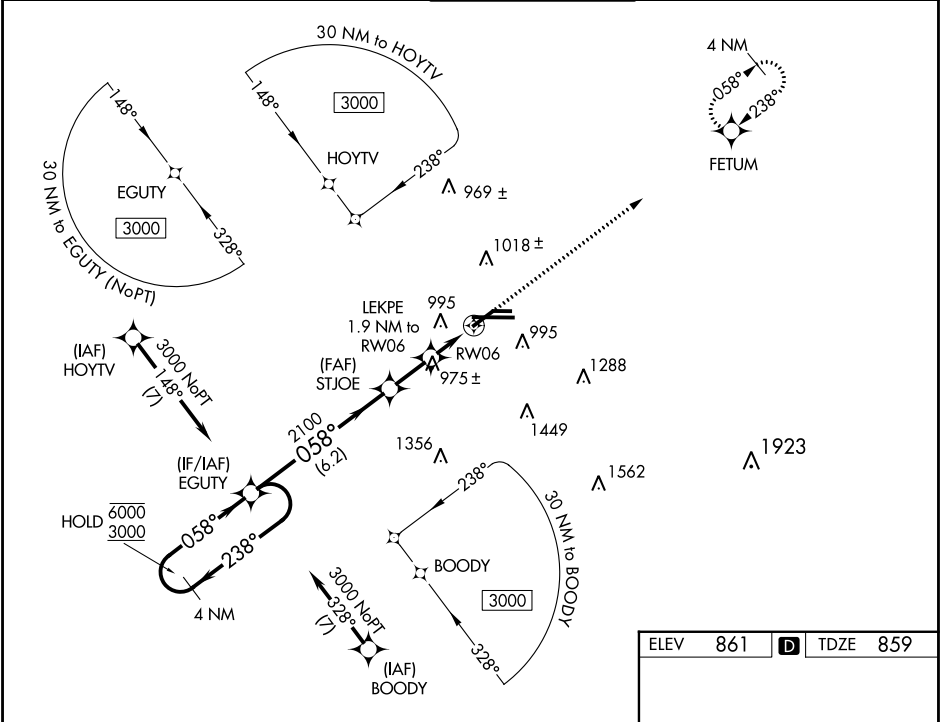 30 NM to HOYTV
148°
3000
HOYTV
238°
148°
EGUTY
3000
328°
30 NM to EGUTY (NoPT)
4 NM
058°
238°
FETUM
969 ±
1018 ±
LEKPE
1.9 NM to
RW06
995
RW06
995
975 ±
1288
1449
1356
1562
1923
(IAF)
HOYTV
3000 NoPT
148°
(7)
(FAF)
STJOE
2100
058°
(6.2)
(IF/IAF)
EGUTY
HOLD 6000
3000
058°
238°
4 NM
238°
BOODY
3000
328°
30 NM to BOODY
3000 NoPT
328°
(7)
(IAF)
BOODY
ELEV 861 D TDZE 859